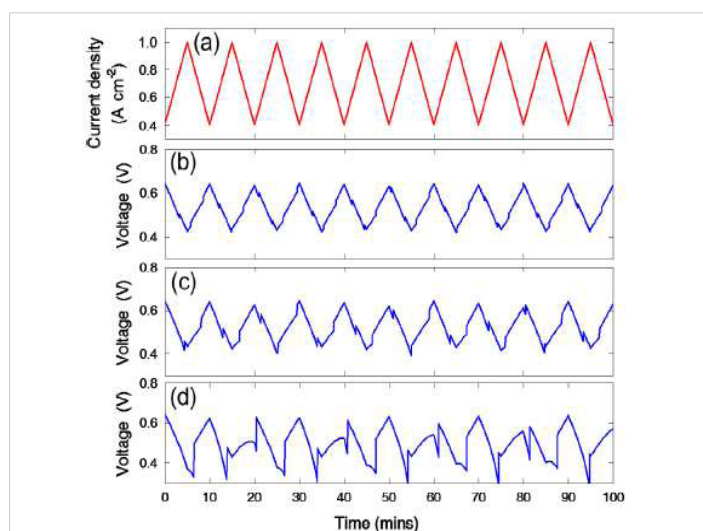 (a)
Current density
(A cm-2)
1.0
0.8
0.6
0.4
(b)
Voltage (V)
0.8
0.6
0.4
(c)
Voltage (V)
0.8
0.6
0.4
(d)
Voltage (V)
0.8
0.6
0.4
0 10 20 30 40 50 60 70 80 90 100
Time (mins)